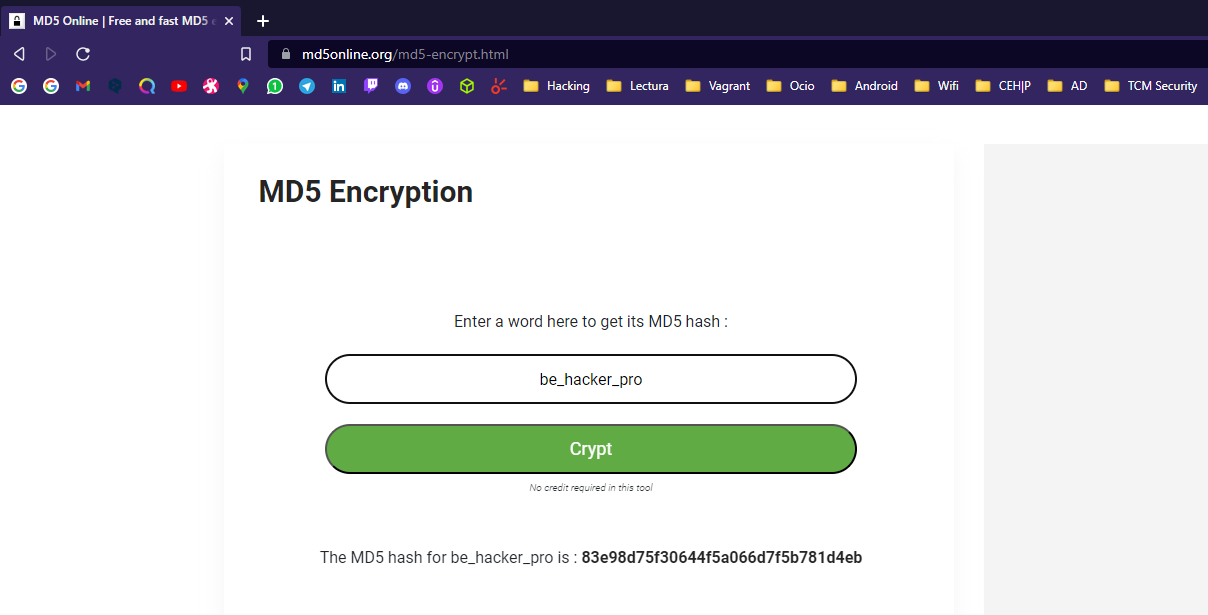 MD5 Online | Free and fast MD5
md5online.org/md5-encrypt.html
Hacking Lectura Vagrant Ocio Android Wifi CEH|P AD TCM Security
MD5 Encryption
Enter a word here to get its MD5 hash :
be_hacker_pro
Crypt
No credit required in this tool
The MD5 hash for be_hacker_pro is : 83e98d75f30644f5a066d7f5b781d4eb